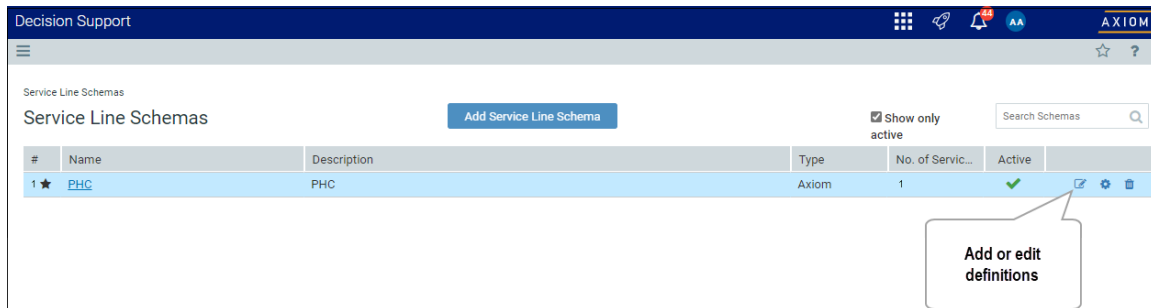 Decision Support
44
AA
AXIOM
?
Service Line Schemas
Service Line Schemas
Add Service Line Schema
Show only
active
Search Schemas
# Name Description Type No. of Servic... Active
1 PHC PHC Axiom 1
Add or edit
definitions